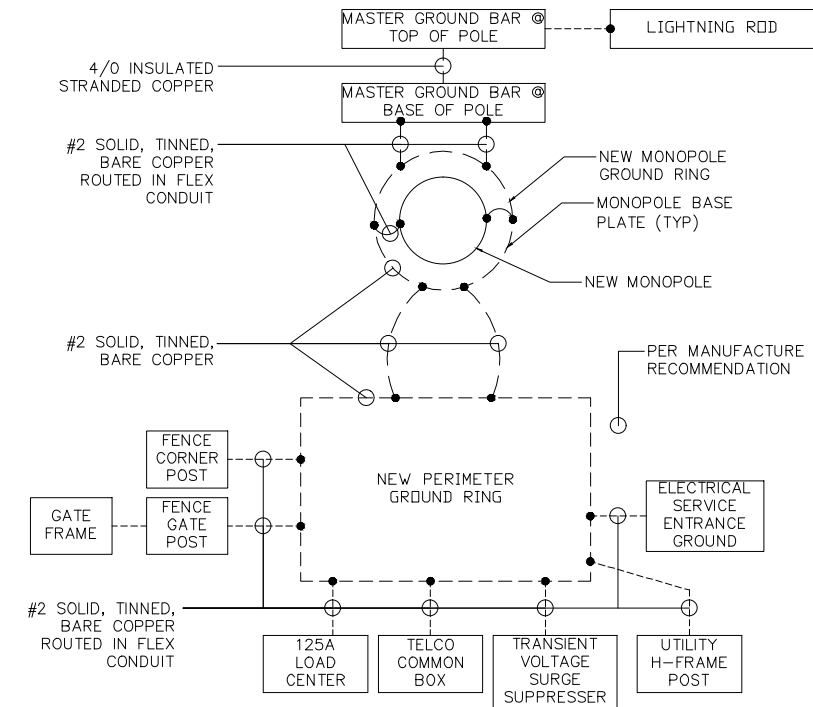 MASTER GROUND BAR @
TOP OF POLE
LIGHTNING ROD
4/0 INSULATED
STRANDED COPPER
MASTER GROUND BAR @
BASE OF POLE
#2 SOLID, TINNED,
BARE COPPER
ROUTED IN FLEX
CONDUIT
NEW MONOPOLE
GROUND RING
MONOPOLE BASE
PLATE (TYP)
NEW MONOPOLE
#2 SOLID, TINNED,
BARE COPPER
PER MANUFACTURE
RECOMMENDATION
FENCE
CORNER
POST
NEW PERIMETER
GROUND RING
GATE
FRAME
FENCE
GATE
POST
ELECTRICAL
SERVICE
ENTRANCE
GROUND
#2 SOLID, TINNED,
BARE COPPER
ROUTED IN FLEX
CONDUIT
125A
LOAD
CENTER
TELCO
COMMON
BOX
TRANSIENT
VOLTAGE
SURGE
SUPPRESSER
UTILITY
H-FRAME
POST